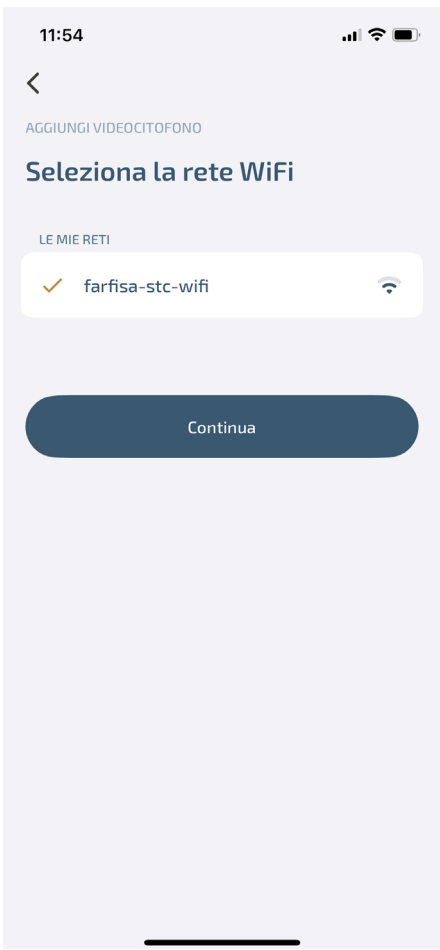 11:54
AGGIUNGI VIDEOCITOFONO
Seleziona la rete WiFi
LE MIE RETI
farfisa-stc-wifi
Continua